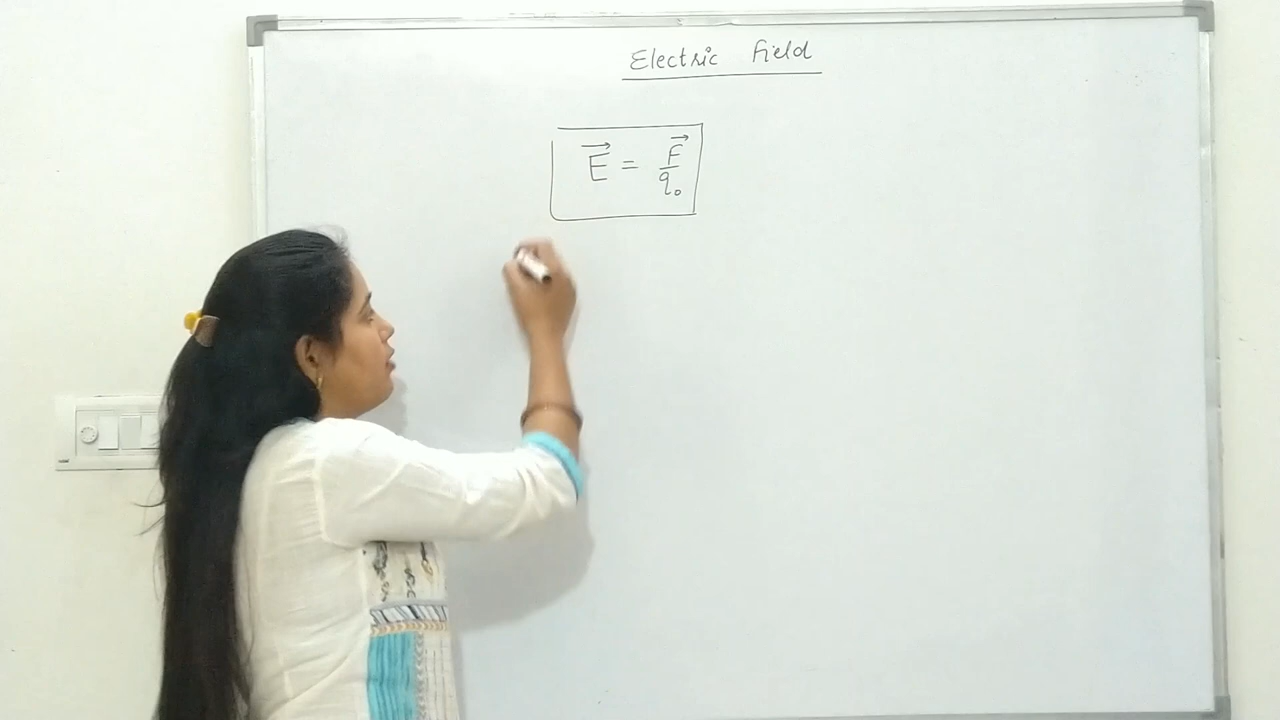 Electric Field
E⃗ = F⃗/q₀